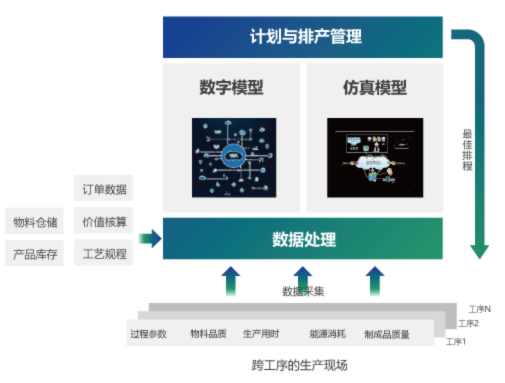 计划与排产管理
数字模型
仿真模型
最佳排程
订单数据
物料仓储
价值核算
产品库存
工艺规程
数据处理
数据采集
工序N
工序2
工序1
过程参数
物料品质
生产用时
能源消耗
制成品质量
跨工序的生产现场